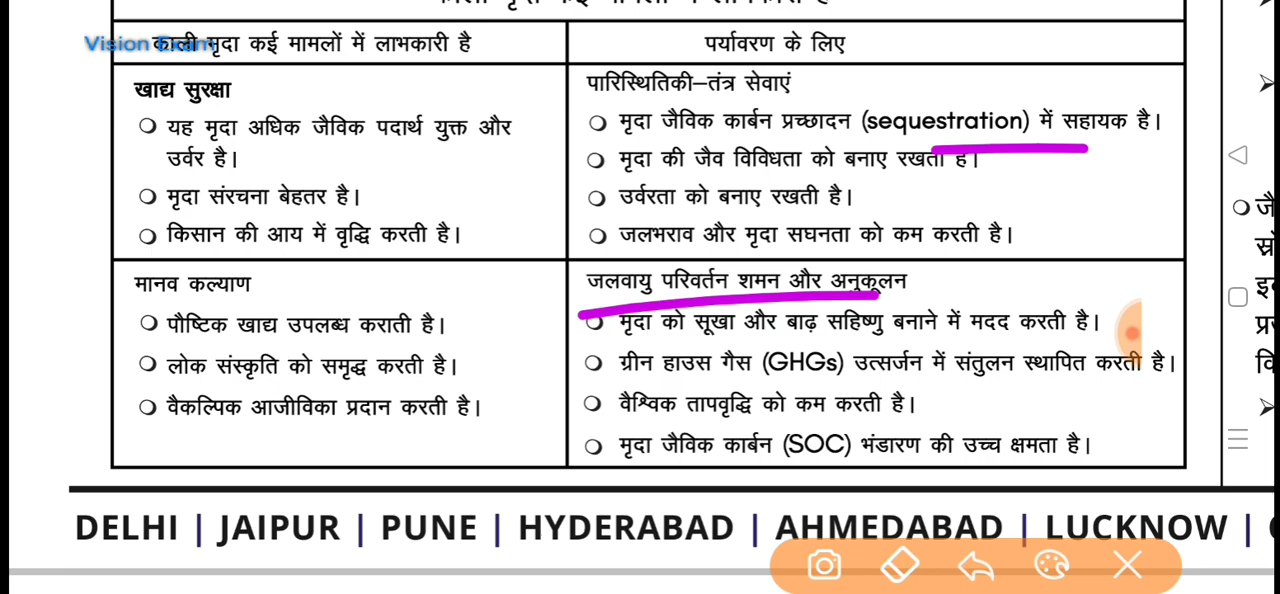 काली मृदा कई मामलों में लाभकारी है
Vision Exam
पर्यावरण के लिए
खाद्य सुरक्षा
यह मृदा अधिक जैविक पदार्थ युक्त और
उर्वर है।
मृदा संरचना बेहतर है।
किसान की आय में वृद्धि करती है।
पारिस्थितिकी–तंत्र सेवाएं
मृदा जैविक कार्बन प्रच्छादन (sequestration) में सहायक है।
मृदा की जैव विविधता को बनाए रखती है।
उर्वरता को बनाए रखती है।
जलभराव और मृदा सघनता को कम करती है।
मानव कल्याण
पौष्टिक खाद्य उपलब्ध कराती है।
लोक संस्कृति को समृद्ध करती है।
वैकल्पिक आजीविका प्रदान करती है।
जलवायु परिवर्तन शमन और अनुकूलन
मृदा को सूखा और बाढ़ सहिष्णु बनाने में मदद करती है।
ग्रीन हाउस गैस (GHGs) उत्सर्जन में संतुलन स्थापित करती है।
वैश्विक तापवृद्धि को कम करती है।
मृदा जैविक कार्बन (SOC) भंडारण की उच्च क्षमता है।
DELHI | JAIPUR | PUNE | HYDERABAD | AHMEDABAD | LUCKNOW |